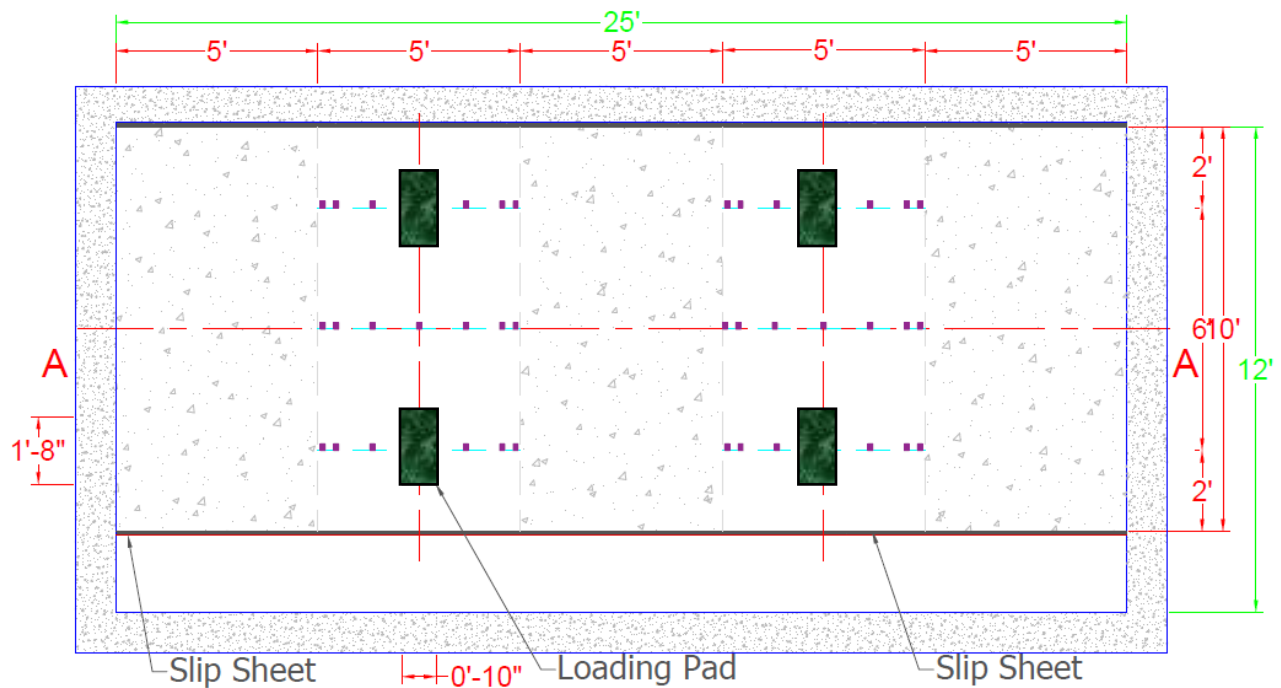 25'
5' 5' 5' 5' 5'
2'
A A 6' 10' 12'
1'-8"
2'
Slip Sheet 0'-10" Loading Pad Slip Sheet